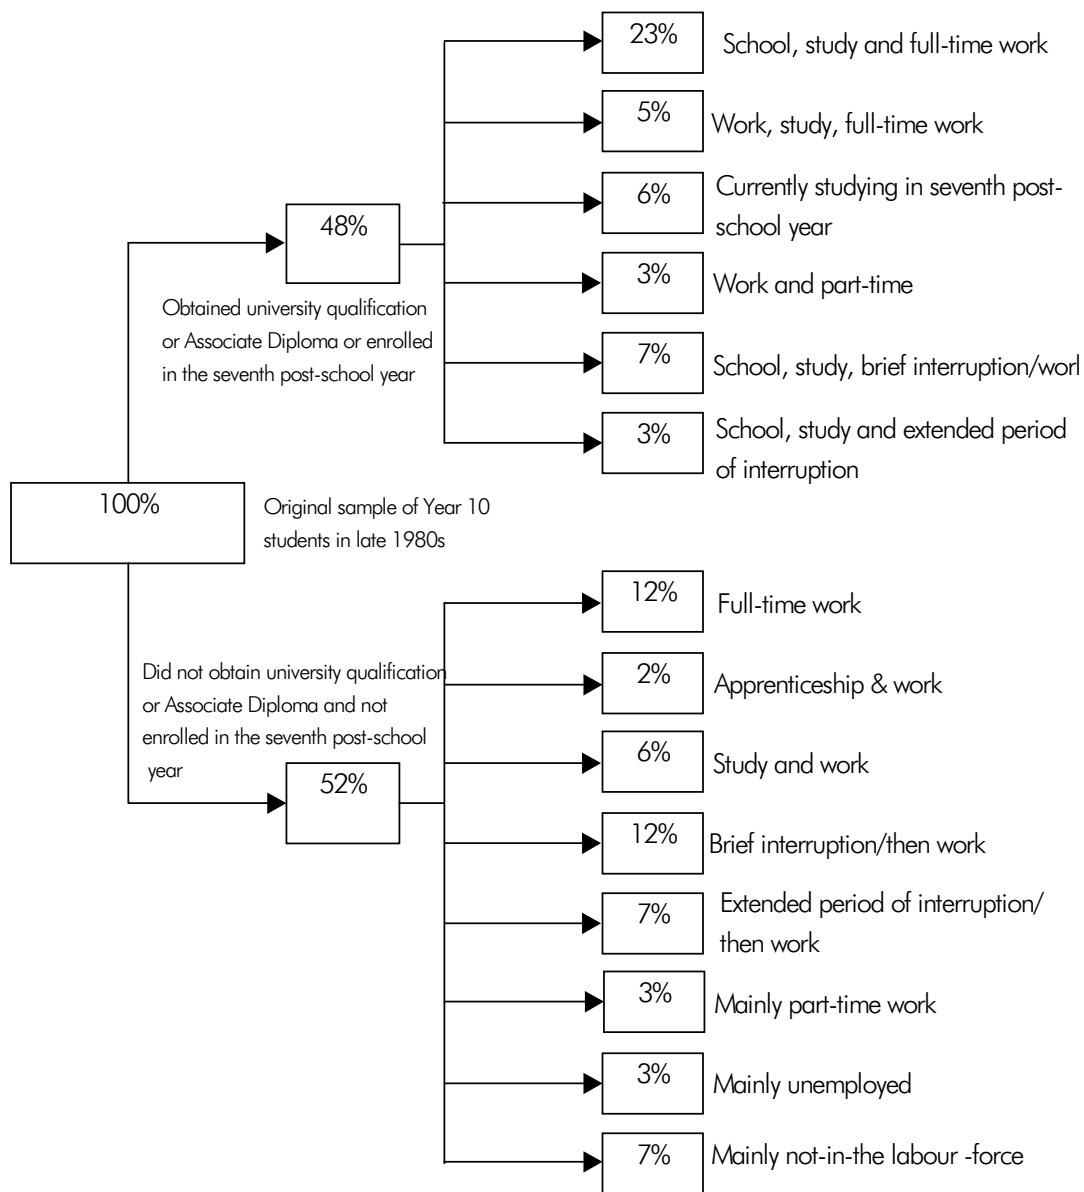 23%
School, study and full-time work
5%
Work, study, full-time work
6%
Currently studying in seventh post-
school year
48%
3%
Work and part-time
Obtained university qualification
or Associate Diploma or enrolled
in the seventh post-school year
7%
School, study, brief interruption/worl
3%
School, study and extended period
of interruption
100%
Original sample of Year 10
students in late 1980s
12%
Full-time work
Did not obtain university qualification
or Associate Diploma and not
enrolled in the seventh post-school
year
2%
Apprenticeship & work
52%
6%
Study and work
12%
Brief interruption/then work
7%
Extended period of interruption/
then work
3%
Mainly part-time work
3%
Mainly unemployed
7%
Mainly not-in-the labour -force